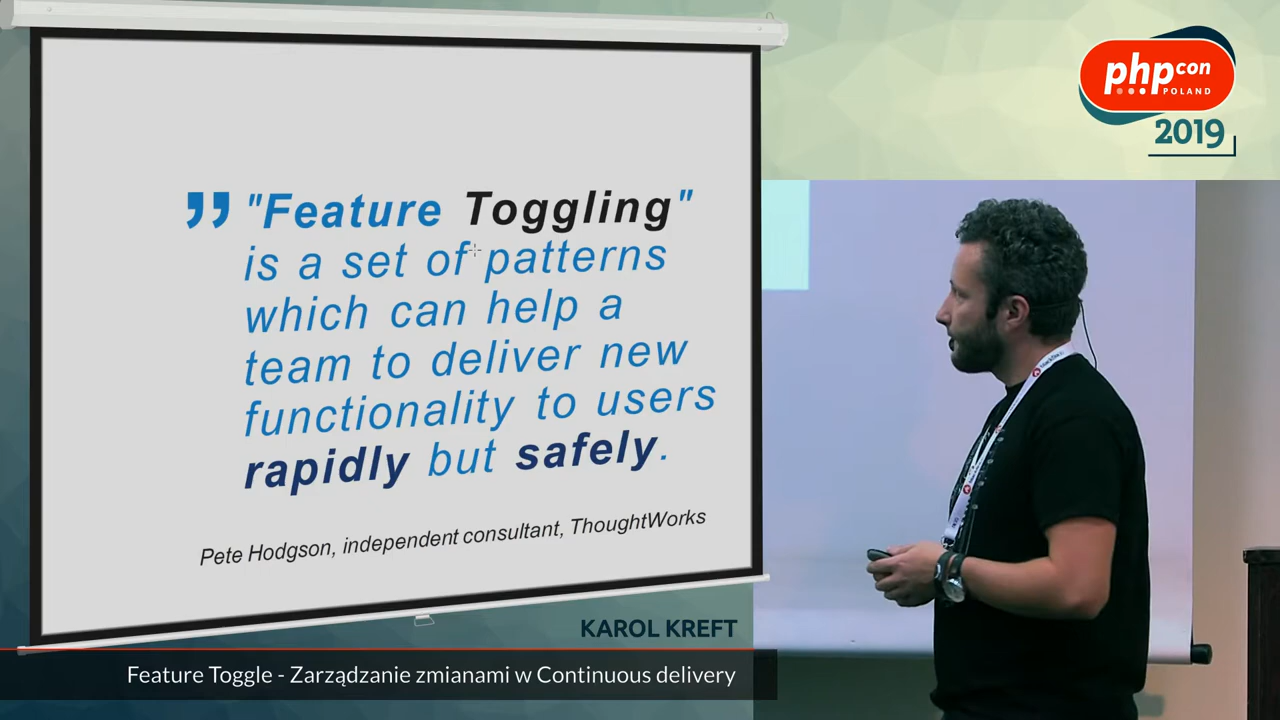 "Feature Toggling"
is a set of patterns
which can help a
team to deliver new
functionality to users
rapidly but safely.
Pete Hodgson, independent consultant, ThoughtWorks
php con
POLAND
2019
KAROL KREFT
Feature Toggle - Zarządzanie zmianami w Continuous delivery